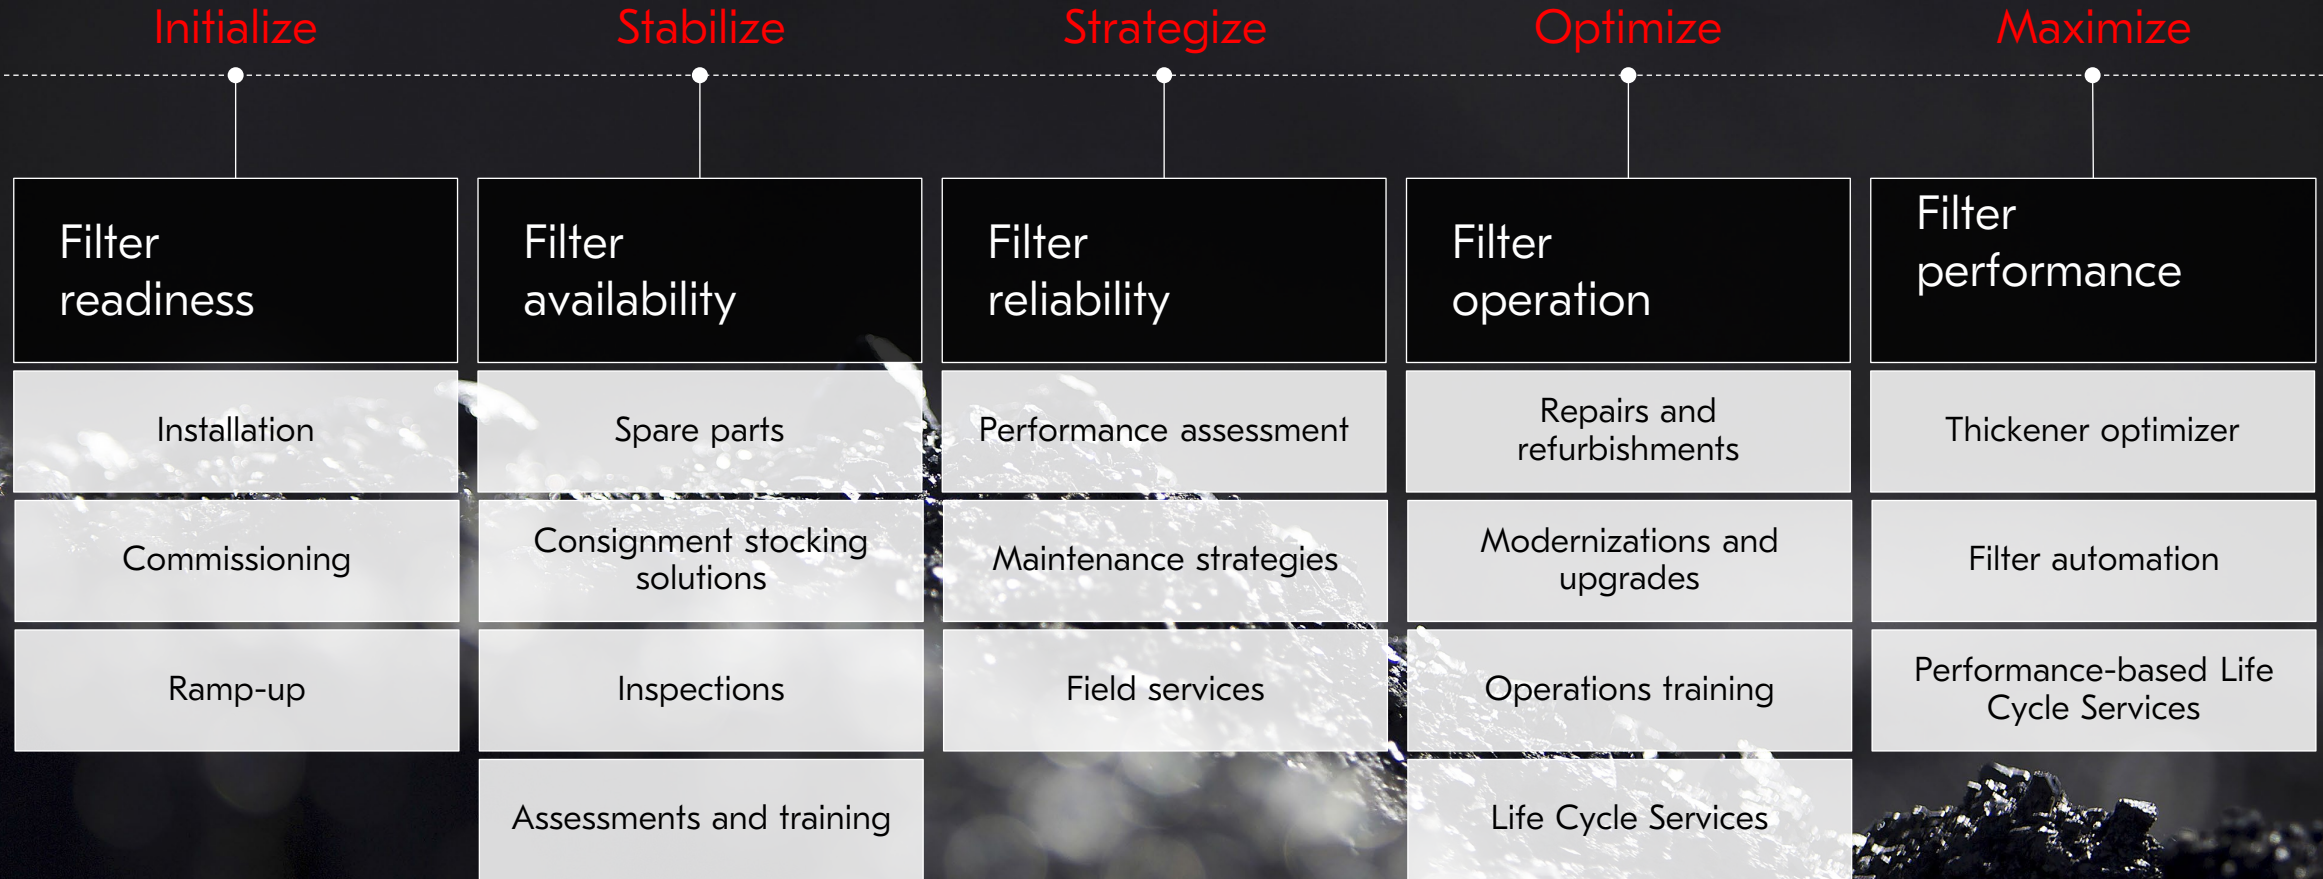 Initialize
Stabilize
Strategize
Optimize
Maximize
Filter
readiness
Filter
availability
Filter
reliability
Filter
operation
Filter
performance
Installation
Spare parts
Performance assessment
Repairs and
refurbishments
Thickener optimizer
Commissioning
Consignment stocking
solutions
Maintenance strategies
Modernizations and
upgrades
Filter automation
Ramp-up
Inspections
Field services
Operations training
Performance-based Life
Cycle Services
Assessments and training
Life Cycle Services